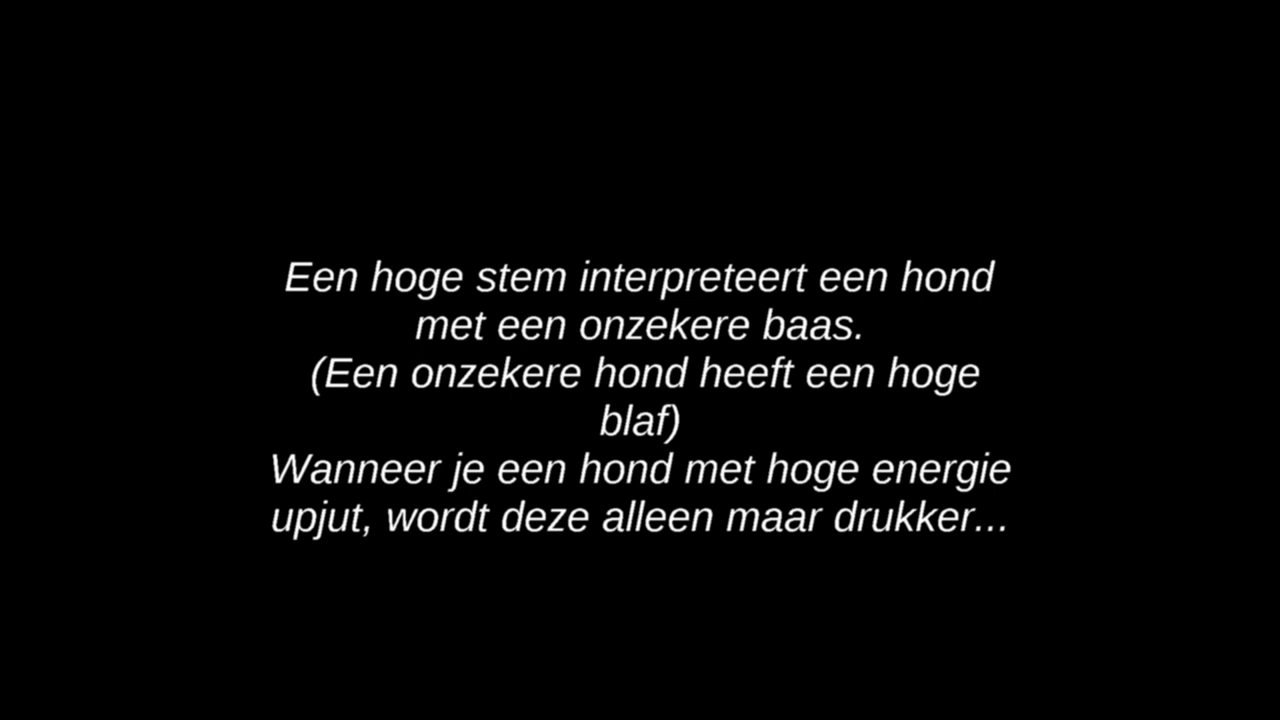 Een hoge stem interpreteert een hond
met een onzekere baas.
(Een onzekere hond heeft een hoge
blaf)
Wanneer je een hond met hoge energie
upjut, wordt deze alleen maar drukker...